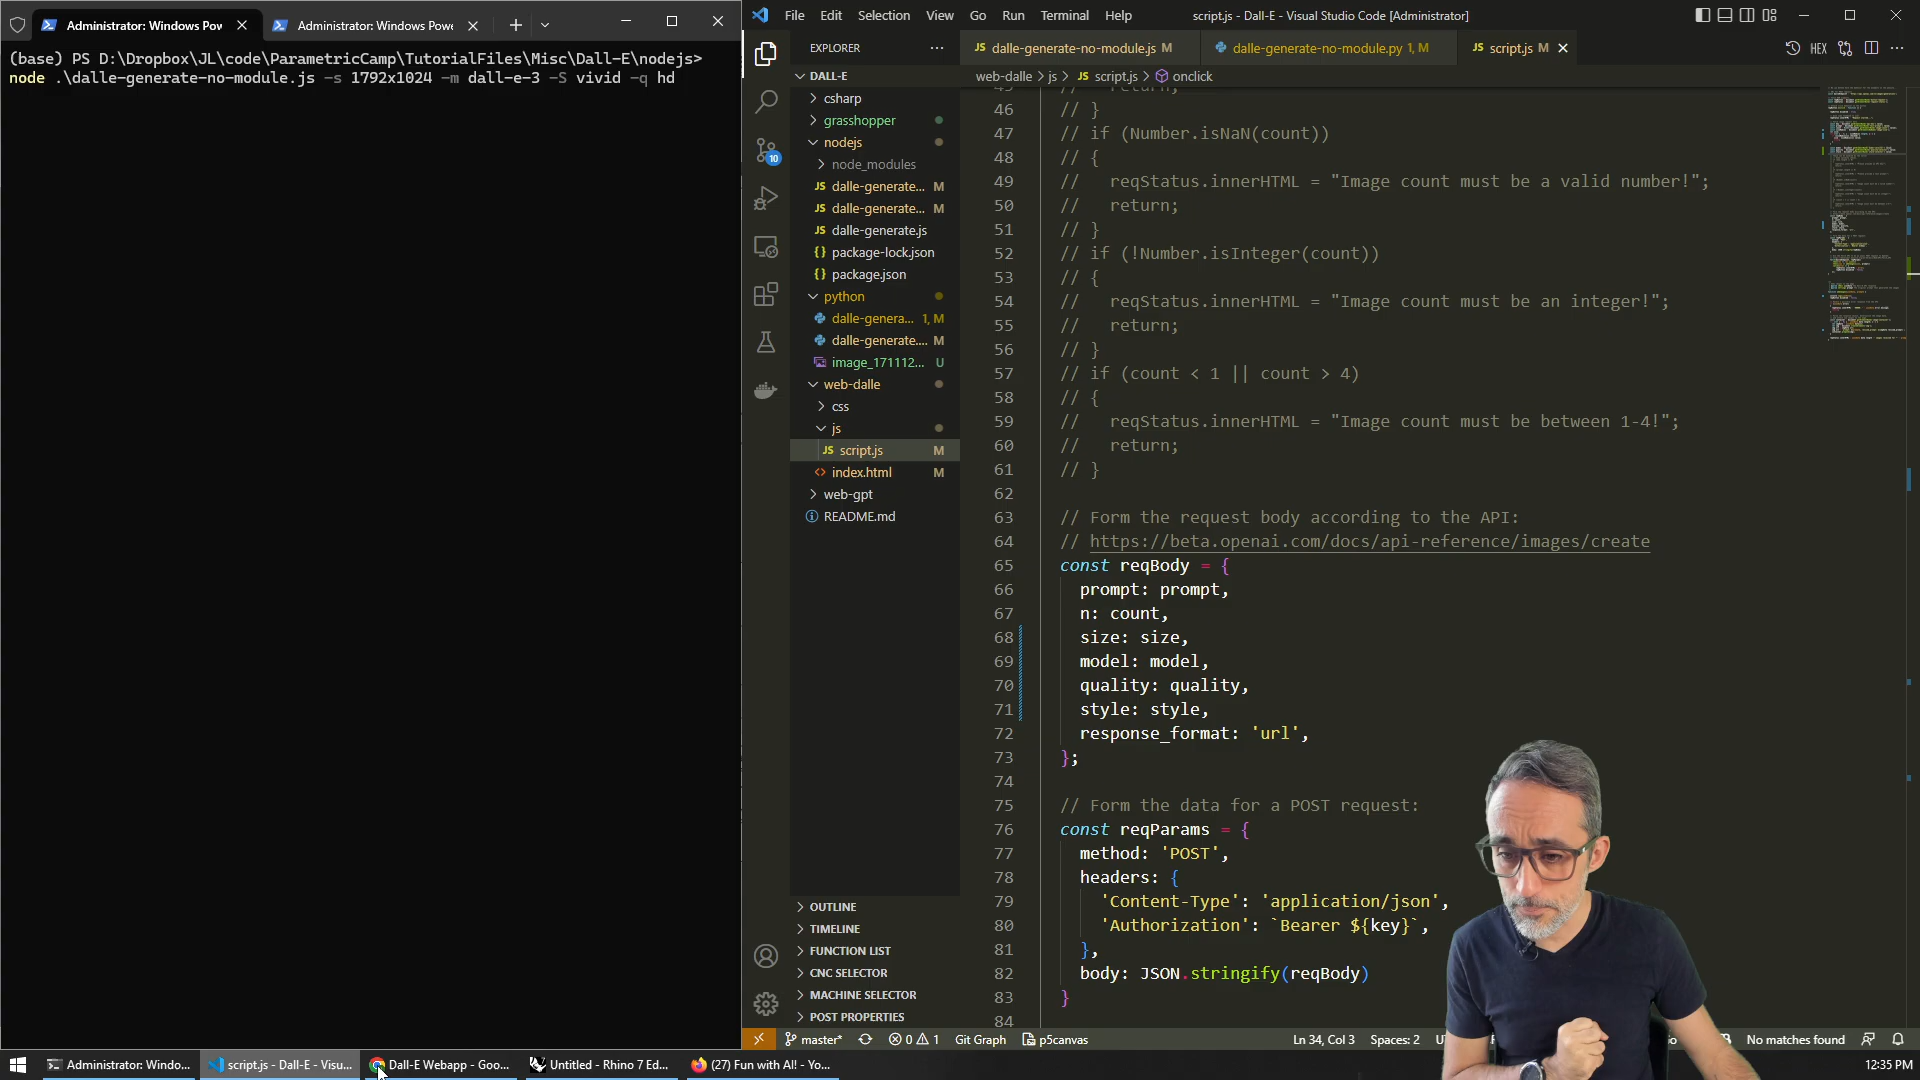 Administrator: Windows Pow
Administrator: Windows Powe
(base) PS D:\Dropbox\JL\code\ParametricCamp\TutorialFiles\Misc\Dall-E\nodejs>
node .\dalle-generate-no-module.js -s 1792x1024 -m dall-e-3 -S vivid -q hd
File Edit Selection View Go Run Terminal Help
script.js - Dall-E - Visual Studio Code [Administrator]
EXPLORER
JS dalle-generate-no-module.js M
dalle-generate-no-module.py 1, M
JS script.js M
HEX
web-dalle > js > JS script.js > onclick
DALL-E
csharp
grasshopper
nodejs
node_modules
JS dalle-generate... M
JS dalle-generate... M
JS dalle-generate.js
{} package-lock.json
{} package.json
python
dalle-genera... 1, M
dalle-generate.... M
image_171112... U
web-dalle
css
js
JS script.js M
<> index.html M
web-gpt
README.md
OUTLINE
TIMELINE
FUNCTION LIST
CNC SELECTOR
MACHINE SELECTOR
POST PROPERTIES
10
45 // return;
46 // }
47 // if (Number.isNaN(count))
48 // {
49 // reqStatus.innerHTML = "Image count must be a valid number!";
50 // return;
51 // }
52 // if (!Number.isInteger(count))
53 // {
54 // reqStatus.innerHTML = "Image count must be an integer!";
55 // return;
56 // }
57 // if (count < 1 || count > 4)
58 // {
59 // reqStatus.innerHTML = "Image count must be between 1-4!";
60 // return;
61 // }
62
63 // Form the request body according to the API:
64 // https://beta.openai.com/docs/api-reference/images/create
65 const reqBody = {
66 prompt: prompt,
67 n: count,
68 size: size,
69 model: model,
70 quality: quality,
71 style: style,
72 response_format: 'url',
73 };
74
75 // Form the data for a POST request:
76 const reqParams = {
77 method: 'POST',
78 headers: {
79 'Content-Type': 'application/json',
80 'Authorization': `Bearer ${key}`,
81 },
82 body: JSON.stringify(reqBody)
83 }
84
master* 0 1 Git Graph p5canvas
Ln 34, Col 3 Spaces: 2
No matches found
Administrator: Windo...
script.js - Dall-E - Visu...
Dall-E Webapp - Goo...
Untitled - Rhino 7 Ed...
(27) Fun with AI! - Yo...
12:35 PM